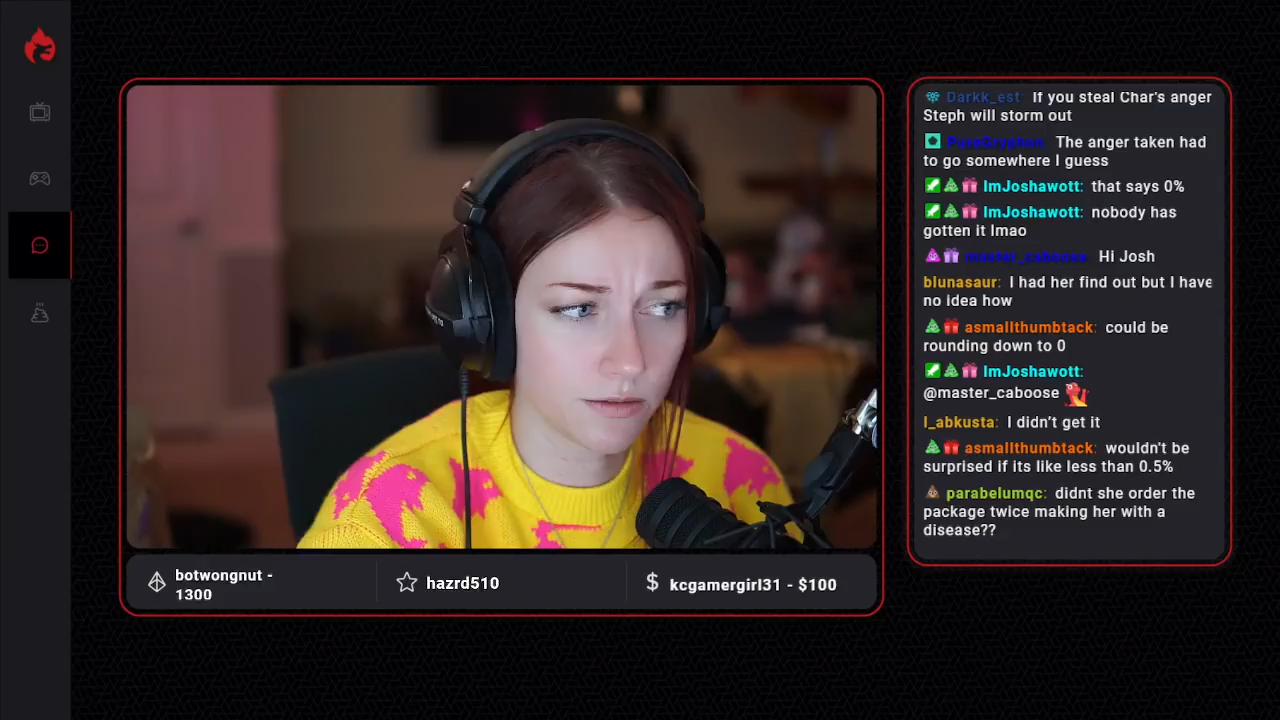 Darkk_est: If you steal Char's anger
Steph will storm out
The anger taken had
to go somewhere I guess
ImJoshawott: that says 0%
ImJoshawott: nobody has
gotten it lmao
master_caboose: Hi Josh
blunasaur: I had her find out but I have
no idea how
asmallthumbtack: could be
rounding down to 0
ImJoshawott:
@master_caboose
l_abkusta: I didn't get it
asmallthumbtack: wouldn't be
surprised if its like less than 0.5%
parabelumqc: didnt she order the
package twice making her with a
disease??
botwongnut -
1300
hazrd510
$ kcgamergirl31 - $100